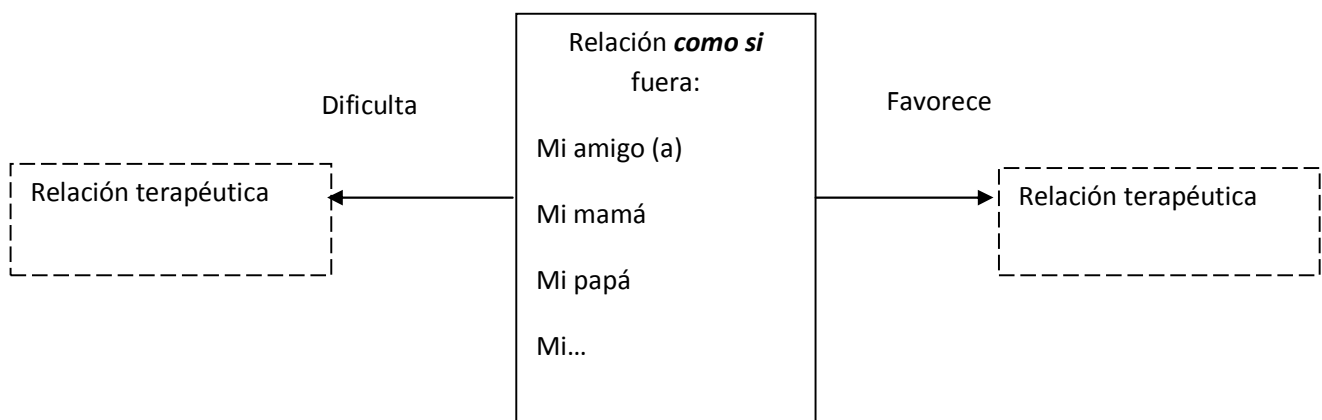 Relación como si
fuera:
Dificulta
Favorece
Mi amigo (a)
Relación terapéutica
Mi mamá
Relación terapéutica
Mi papá
Mi...